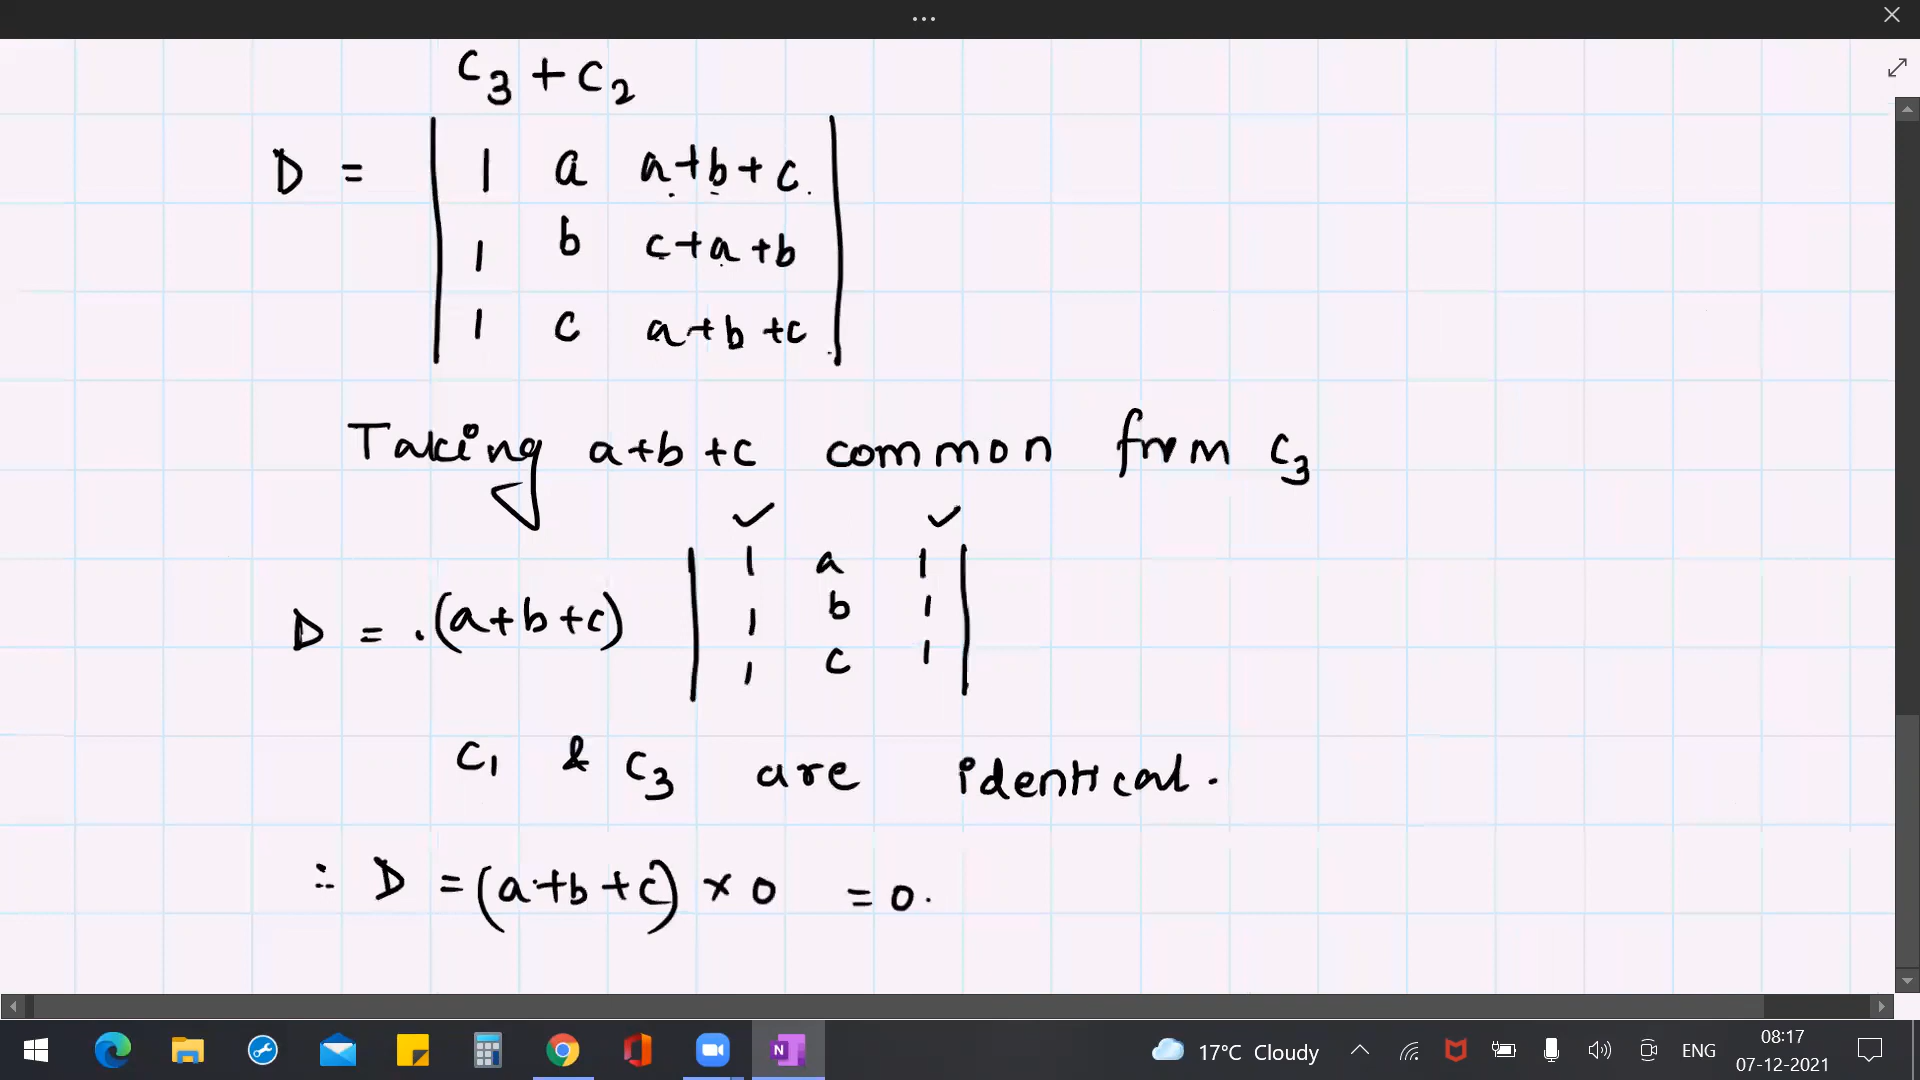 C3 + C2
D = | 1 a a+b+c |
| 1 b c+a+b |
| 1 c a+b+c |
Taking a+b+c common from C3
✓ ✓
D = (a+b+c) | 1 a 1 |
| 1 b 1 |
| 1 c 1 |
C1 & C3 are identical.
∴ D = (a+b+c) × 0 = 0.
17°C Cloudy ENG 08:17
07-12-2021